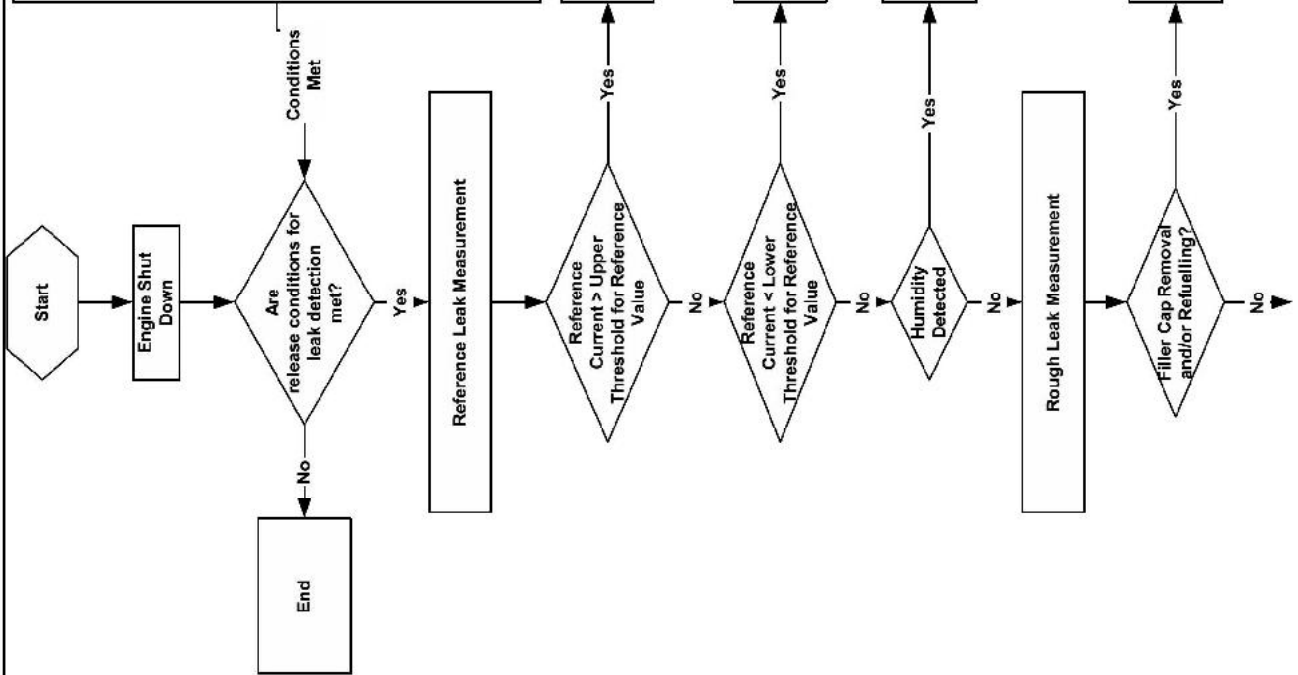 Start
Engine Shut
Down
Conditions
Met
Are
release conditions for
leak detection
met?
No
End
Yes
Reference Leak Measurement
Reference
Current > Upper
Threshold for Reference
Value
Yes
No
Reference
Current < Lower
Threshold for Reference
Value
Yes
No
Humidity
Detected
Yes
No
Rough Leak Measurement
Filler Cap Removal
and/or Refuelling?
Yes
No